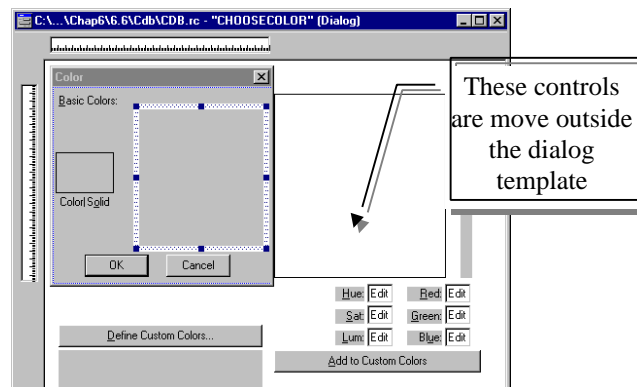 C:\...\Chap6\6.6\Cdb\CDB.rc - "CHOOSECOLOR" (Dialog)
Color
Basic Colors:
Color|Solid
OK
Cancel
These controls
are move outside
the dialog
template
Hue: Edit
Red: Edit
Sat: Edit
Green: Edit
Lum: Edit
Blue: Edit
Define Custom Colors...
Add to Custom Colors